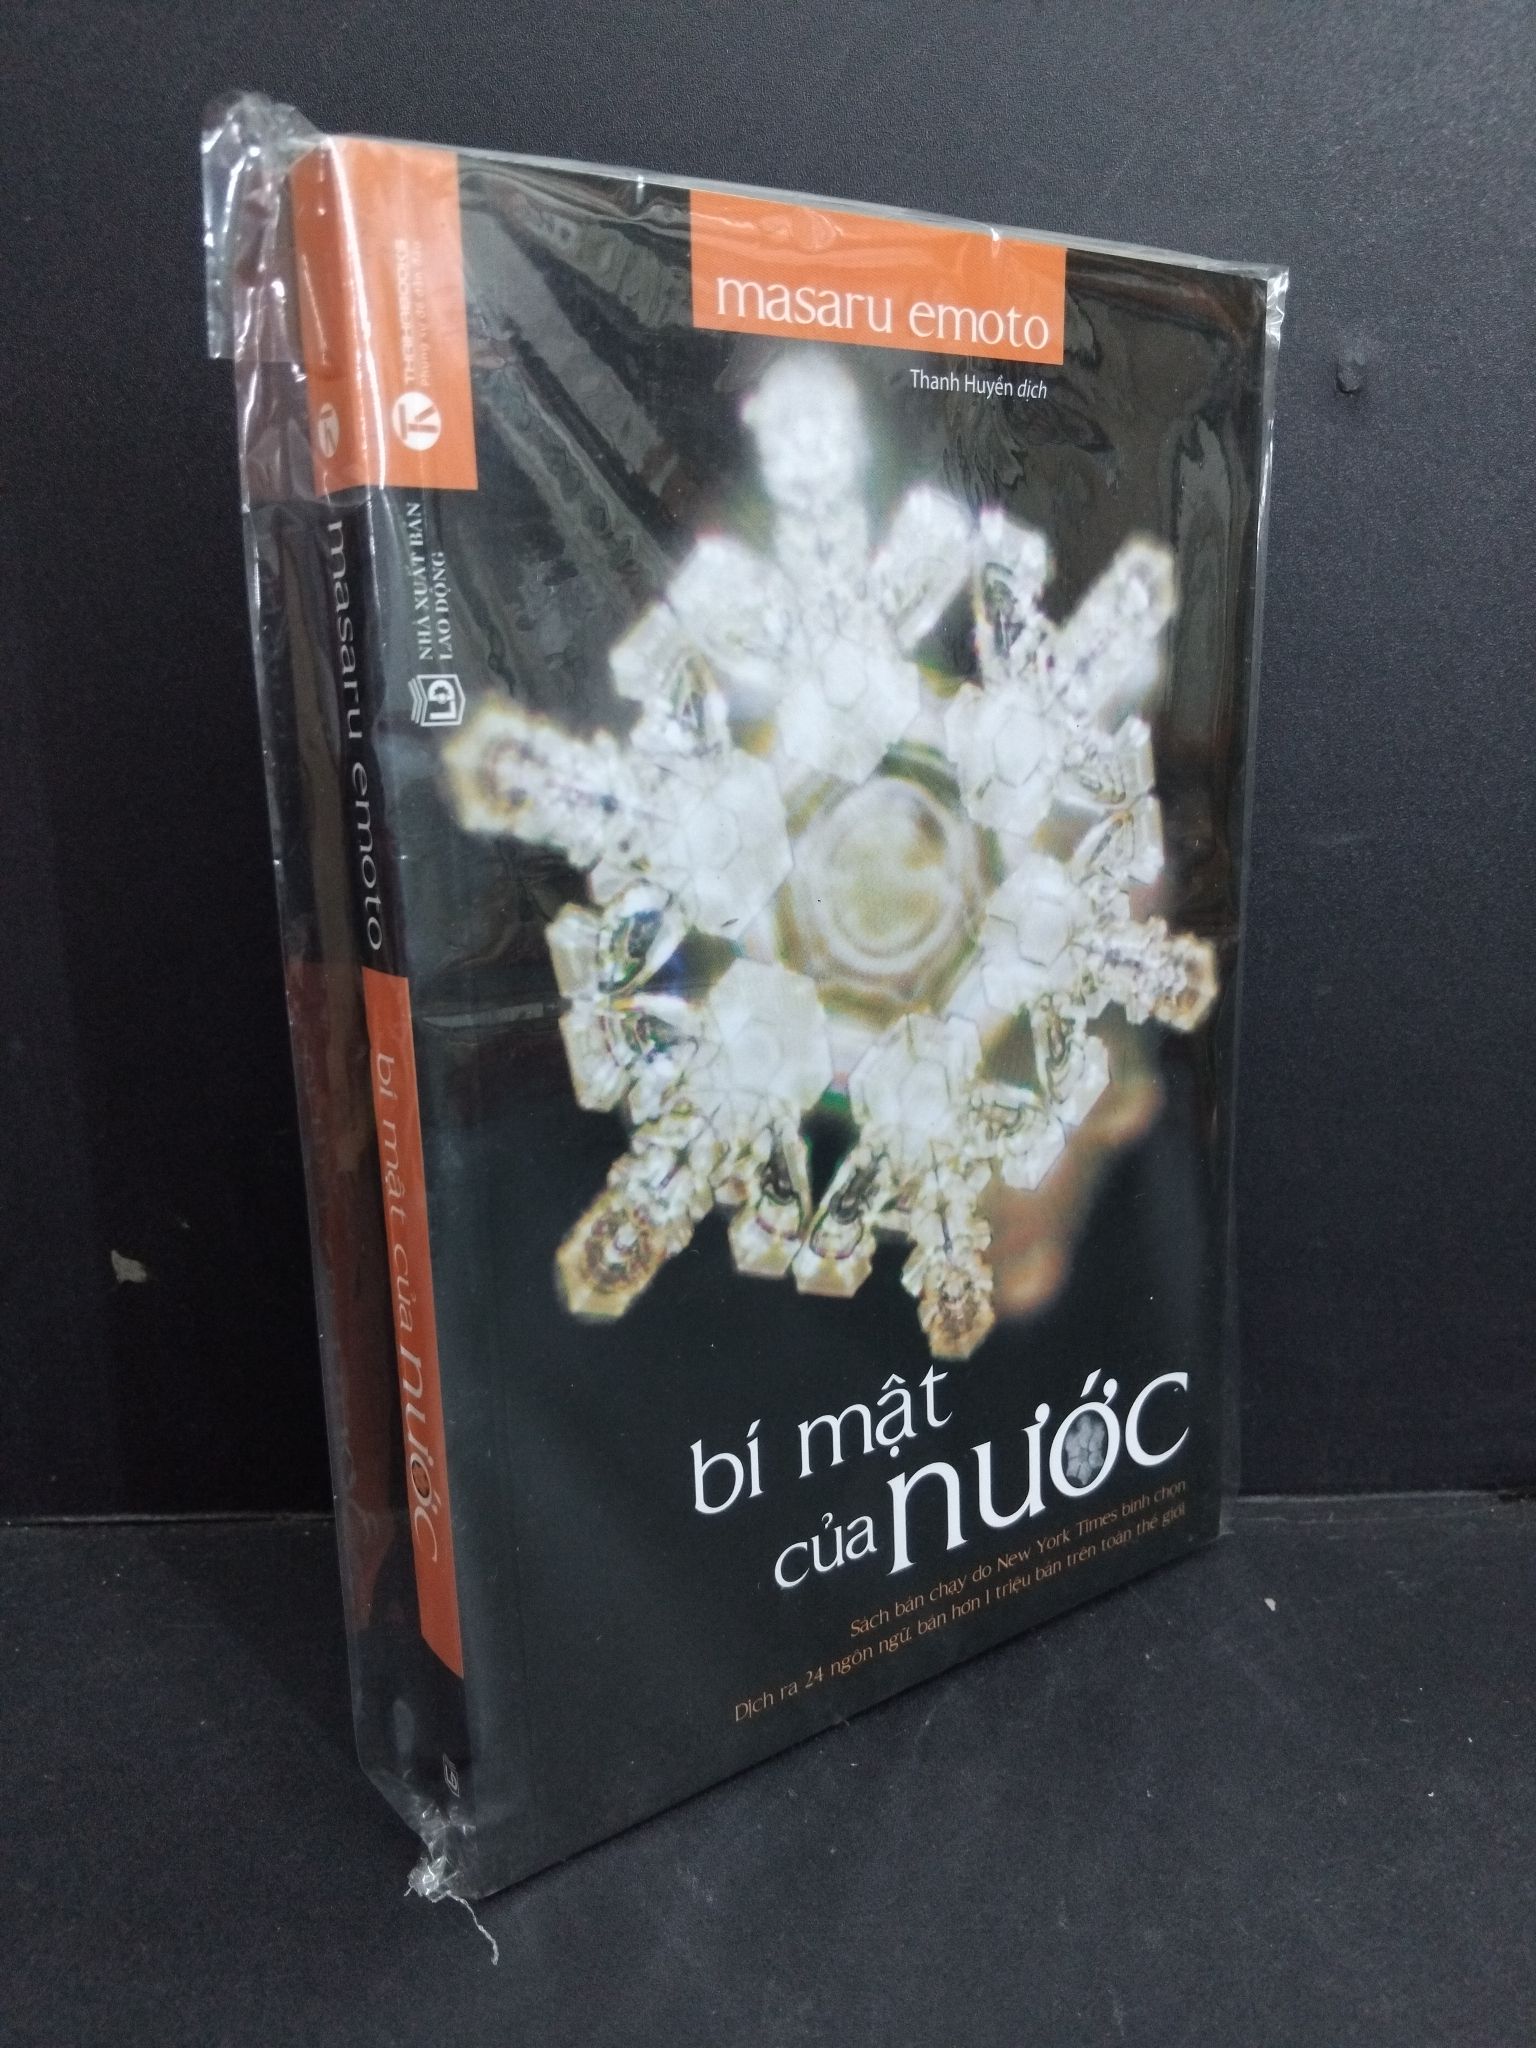 masaru emoto
Thanh Huyền dịch
THAIHABOOKS
NHÀ XUẤT BẢN
LAO ĐỘNG
LĐ
bí mật
của nước
Sách bán chạy do New York Times bình chọn
Dịch ra 24 ngôn ngữ, bán hơn 1 triệu bản trên toàn thế giới
masaru emoto
bí mật của nước